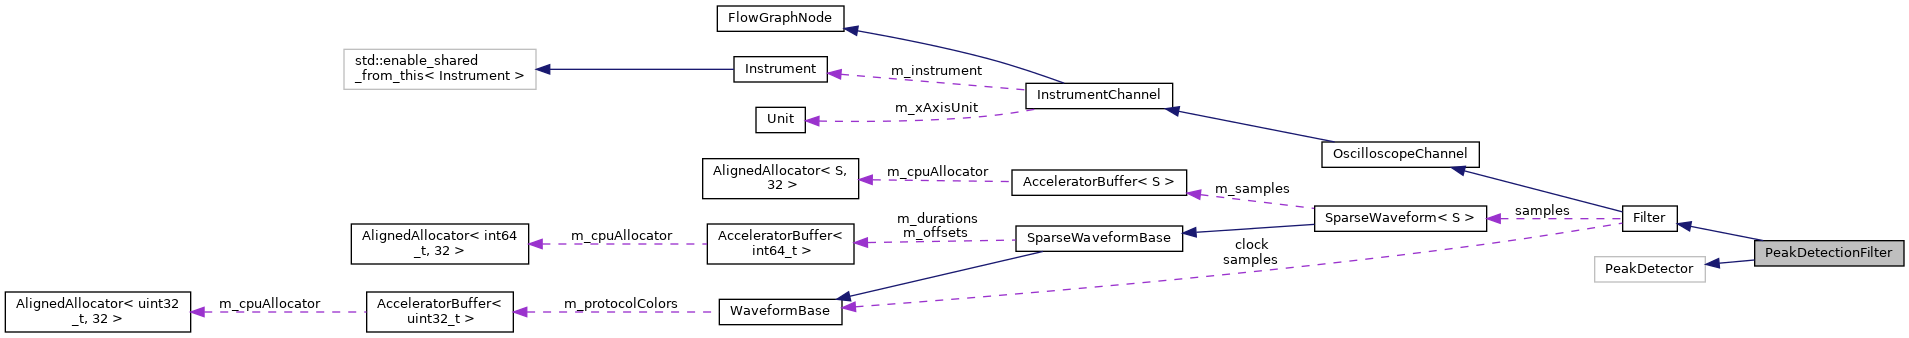 FlowGraphNode
std::enable_shared
_from_this< Instrument >
Instrument
m_instrument
InstrumentChannel
Unit
m_xAxisUnit
OscilloscopeChannel
AlignedAllocator< S,
32 >
m_cpuAllocator
AcceleratorBuffer< S >
m_samples
SparseWaveform< S >
samples
Filter
PeakDetectionFilter
PeakDetector
AlignedAllocator< int64
_t, 32 >
m_cpuAllocator
AcceleratorBuffer<
int64_t >
m_durations
m_offsets
SparseWaveformBase
clock
samples
AlignedAllocator< uint32
_t, 32 >
m_cpuAllocator
AcceleratorBuffer<
uint32_t >
m_protocolColors
WaveformBase